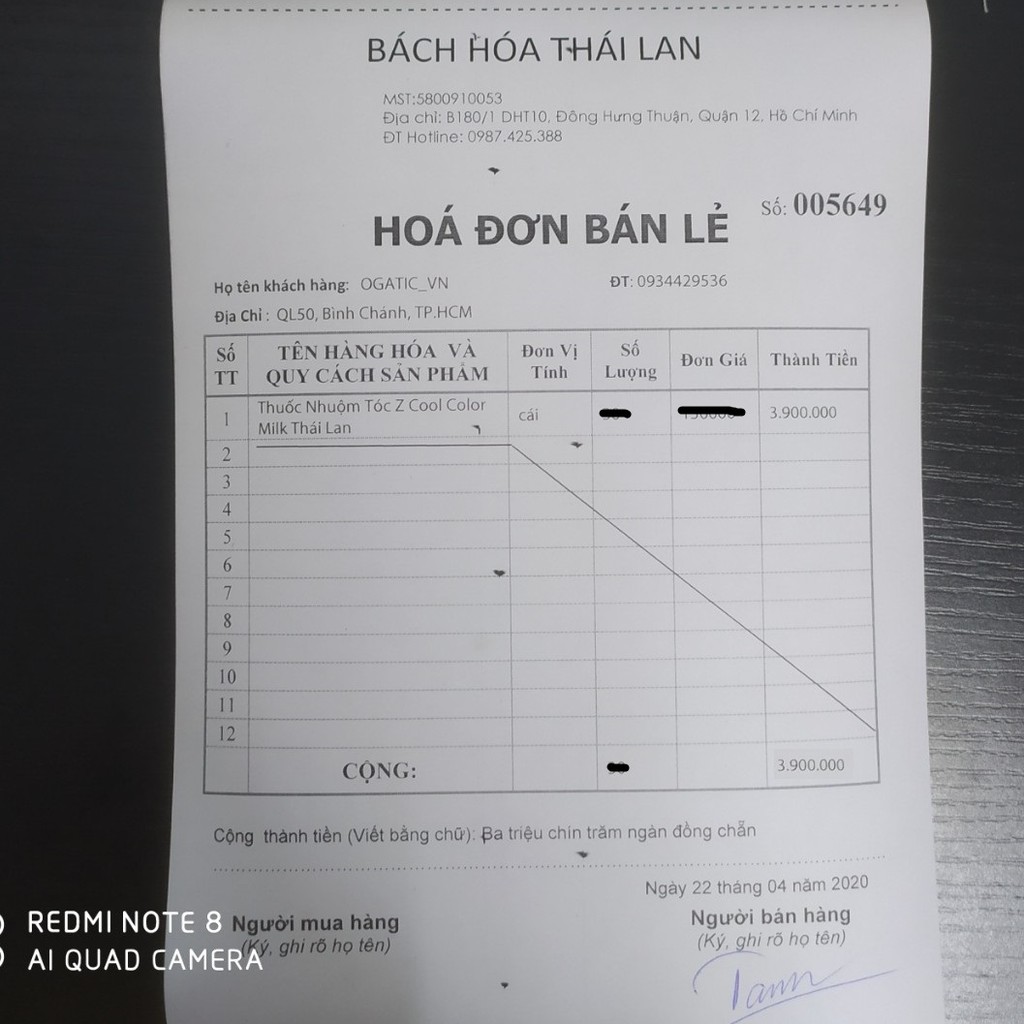 BÁCH HÓA THÁI LAN
MST:5800910053
Địa chỉ: B180/1 DHT10, Đông Hưng Thuận, Quận 12, Hồ Chí Minh
ĐT Hotline: 0987.425.388
Số: 005649
HOÁ ĐƠN BÁN LẺ
Họ tên khách hàng: OGATIC_VN ĐT: 0934429536
Địa Chỉ : QL50, Bình Chánh, TP.HCM
Số TÊN HÀNG HÓA VÀ Đơn Vị Số Đơn Giá Thành Tiền
TT QUY CÁCH SẢN PHẨM Tính Lượng
1 Thuốc Nhuộm Tóc Z Cool Color cái 3.900.000
Milk Thái Lan
2
3
4
5
6
7
8
9
10
11
12
CỘNG: 3.900.000
Cộng thành tiền (Viết bằng chữ): Ba triệu chín trăm ngàn đồng chẵn
Ngày 22 tháng 04 năm 2020
Người mua hàng Người bán hàng
(Ký, ghi rõ họ tên) (Ký, ghi rõ họ tên)
REDMI NOTE 8
AI QUAD CAMERA